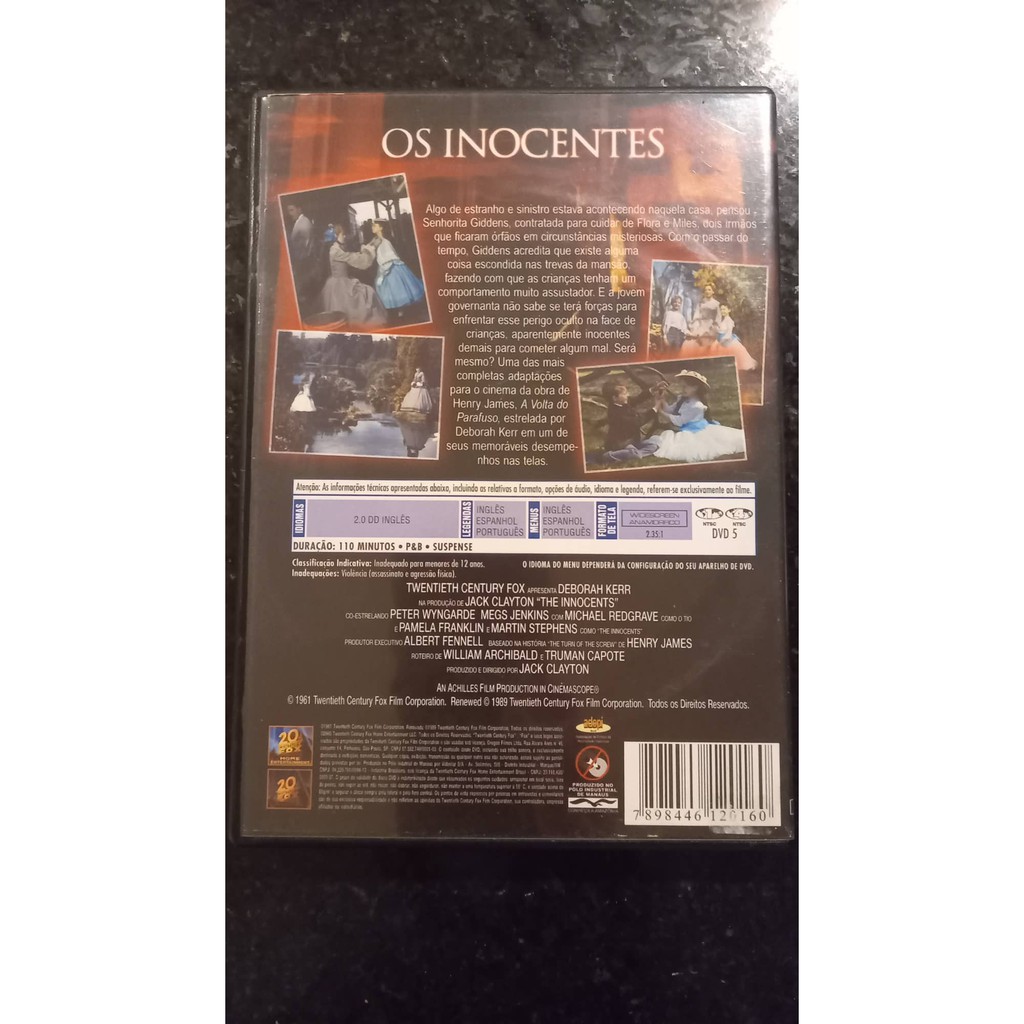 OS INOCENTES
Algo de estranho e sinistro estava acontecendo naquela casa, pensou
Senhorita Giddens, contratada para cuidar de Flora e Miles, dois irmãos
que ficaram órfãos em circunstâncias misteriosas. Com o passar do
tempo, Giddens acredita que existe alguma
coisa escondida nas trevas da mansão,
fazendo com que as crianças tenham um
comportamento muito assustador. E a jovem
governanta não sabe se terá forças para
enfrentar esse perigo oculto na face de
crianças, aparentemente inocentes
demais para cometer algum mal. Será
mesmo? Uma das mais
completas adaptações
para o cinema da obra de
Henry James, A Volta do
Parafuso, estrelada por
Deborah Kerr em um de
seus memoráveis desempe-
nhos nas telas.
Atenção: As informações técnicas apresentadas abaixo, incluindo as relativas a formato, opções de áudio, idioma e legenda, referem-se exclusivamente ao filme.
IDIOMAS
2.0 DD INGLÊS
LEGENDAS
INGLÊS
ESPANHOL
PORTUGUÊS
MENUS
INGLÊS
ESPANHOL
PORTUGUÊS
FORMATO DE TELA
WIDESCREEN
ANAMÓRFICO
2.35:1
NTSC NTSC
DVD 5
DURAÇÃO: 110 MINUTOS • P&B • SUSPENSE
Classificação Indicativa: Inadequado para menores de 12 anos.
Inadequações: Violência (assassinato e agressão física).
O IDIOMA DO MENU DEPENDERÁ DA CONFIGURAÇÃO DO SEU APARELHO DE DVD.
TWENTIETH CENTURY FOX APRESENTA DEBORAH KERR
NA PRODUÇÃO DE JACK CLAYTON "THE INNOCENTS"
CO-ESTRELANDO PETER WYNGARDE MEGS JENKINS COM MICHAEL REDGRAVE COMO O TIO
E PAMELA FRANKLIN E MARTIN STEPHENS COMO "THE INNOCENTS"
PRODUTOR EXECUTIVO ALBERT FENNELL BASEADO NA HISTÓRIA "THE TURN OF THE SCREW" DE HENRY JAMES
ROTEIRO DE WILLIAM ARCHIBALD E TRUMAN CAPOTE
PRODUZIDO E DIRIGIDO POR JACK CLAYTON
AN ACHILLES FILM PRODUCTION IN CINEMASCOPE®
© 1961 Twentieth Century Fox Film Corporation. Renewed © 1989 Twentieth Century Fox Film Corporation. Todos os Direitos Reservados.
20
FOX
HOME
Entertainment
20
adepi
PRODUZIDO NO
PÓLO INDUSTRIAL
DE MANAUS
CONHEÇA A AMAZÔNIA
7 898446 120160